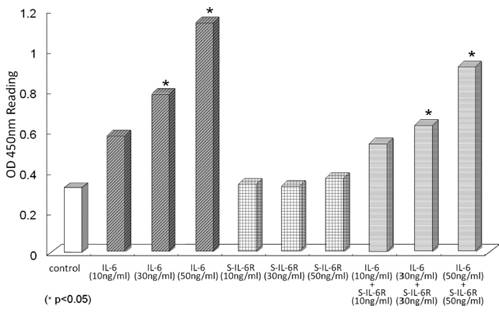 1.2
1
0.8
0.6
0.4
0.2
0
OD 450nm Reading
* * * *
*
control
IL-6
(10ng/ml)
IL-6
(30ng/ml)
IL-6
(50ng/ml)
S-IL-6R
(10ng/ml)
S-IL-6R
(30ng/ml)
S-IL-6R
(50ng/ml)
IL-6
(10ng/ml)
+
S-IL-6R
(10ng/ml)
IL-6
(30ng/ml)
+
S-IL-6R
(30ng/ml)
IL-6
(50ng/ml)
+
S-IL-6R
(50ng/ml)
(* p<0.05)